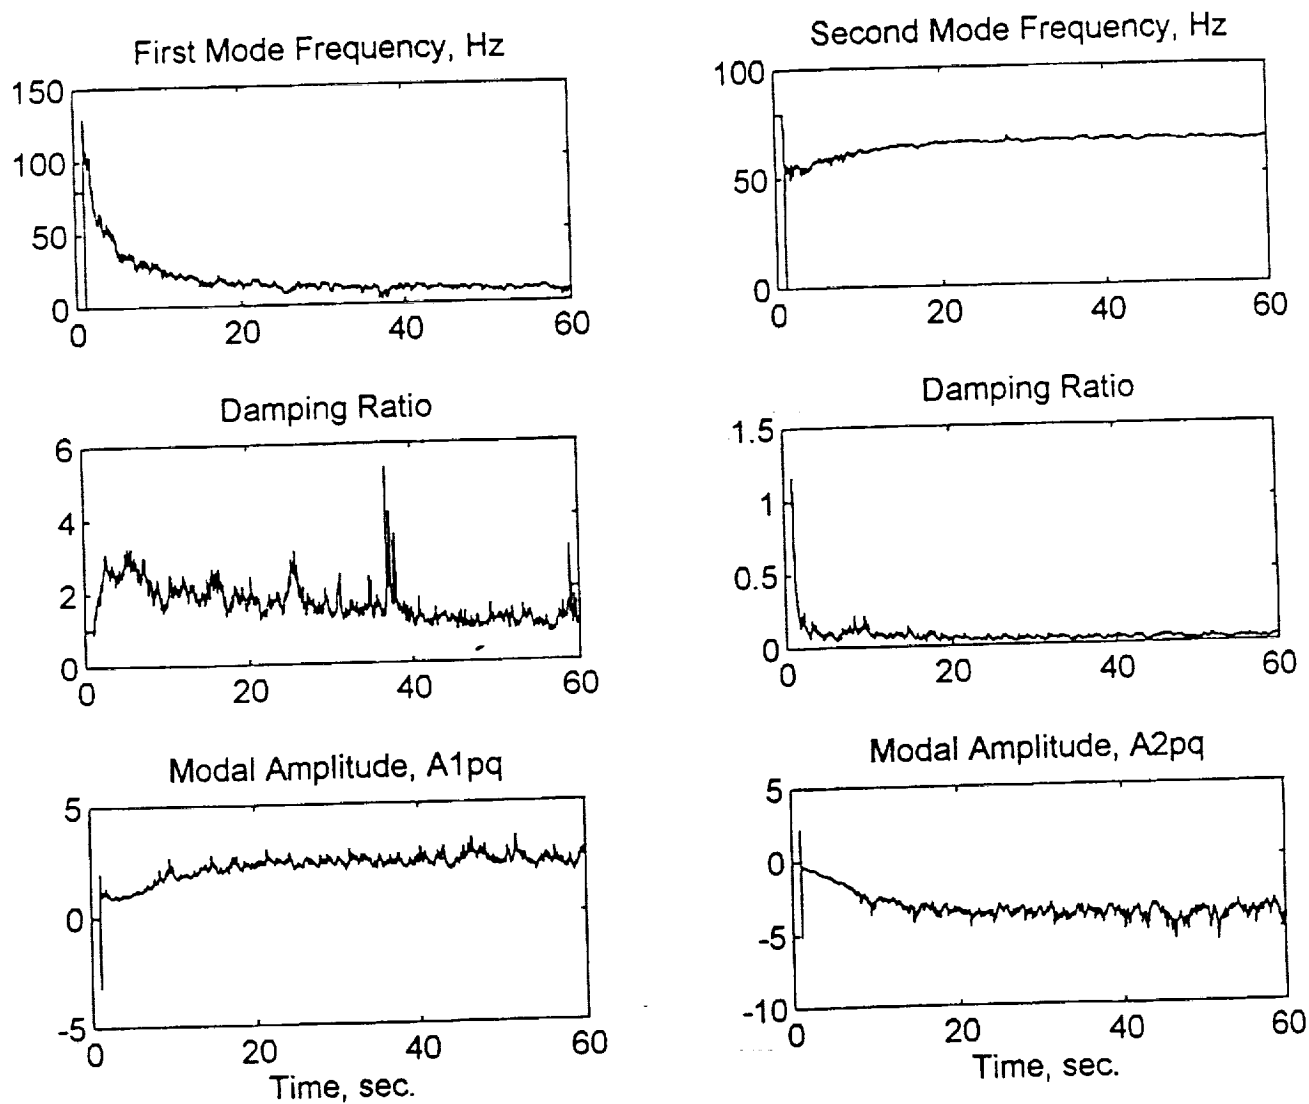 First Mode Frequency, Hz
150
100
50
0
0 20 40 60
Second Mode Frequency, Hz
100
50
0
0 20 40 60
Damping Ratio
6
4
2
0
0 20 40 60
Damping Ratio
1.5
1
0.5
0
0 20 40 60
Modal Amplitude, A1pq
5
0
-5
0 20 40 60
Time, sec.
Modal Amplitude, A2pq
5
0
-5
-10
0 20 40 60
Time, sec.